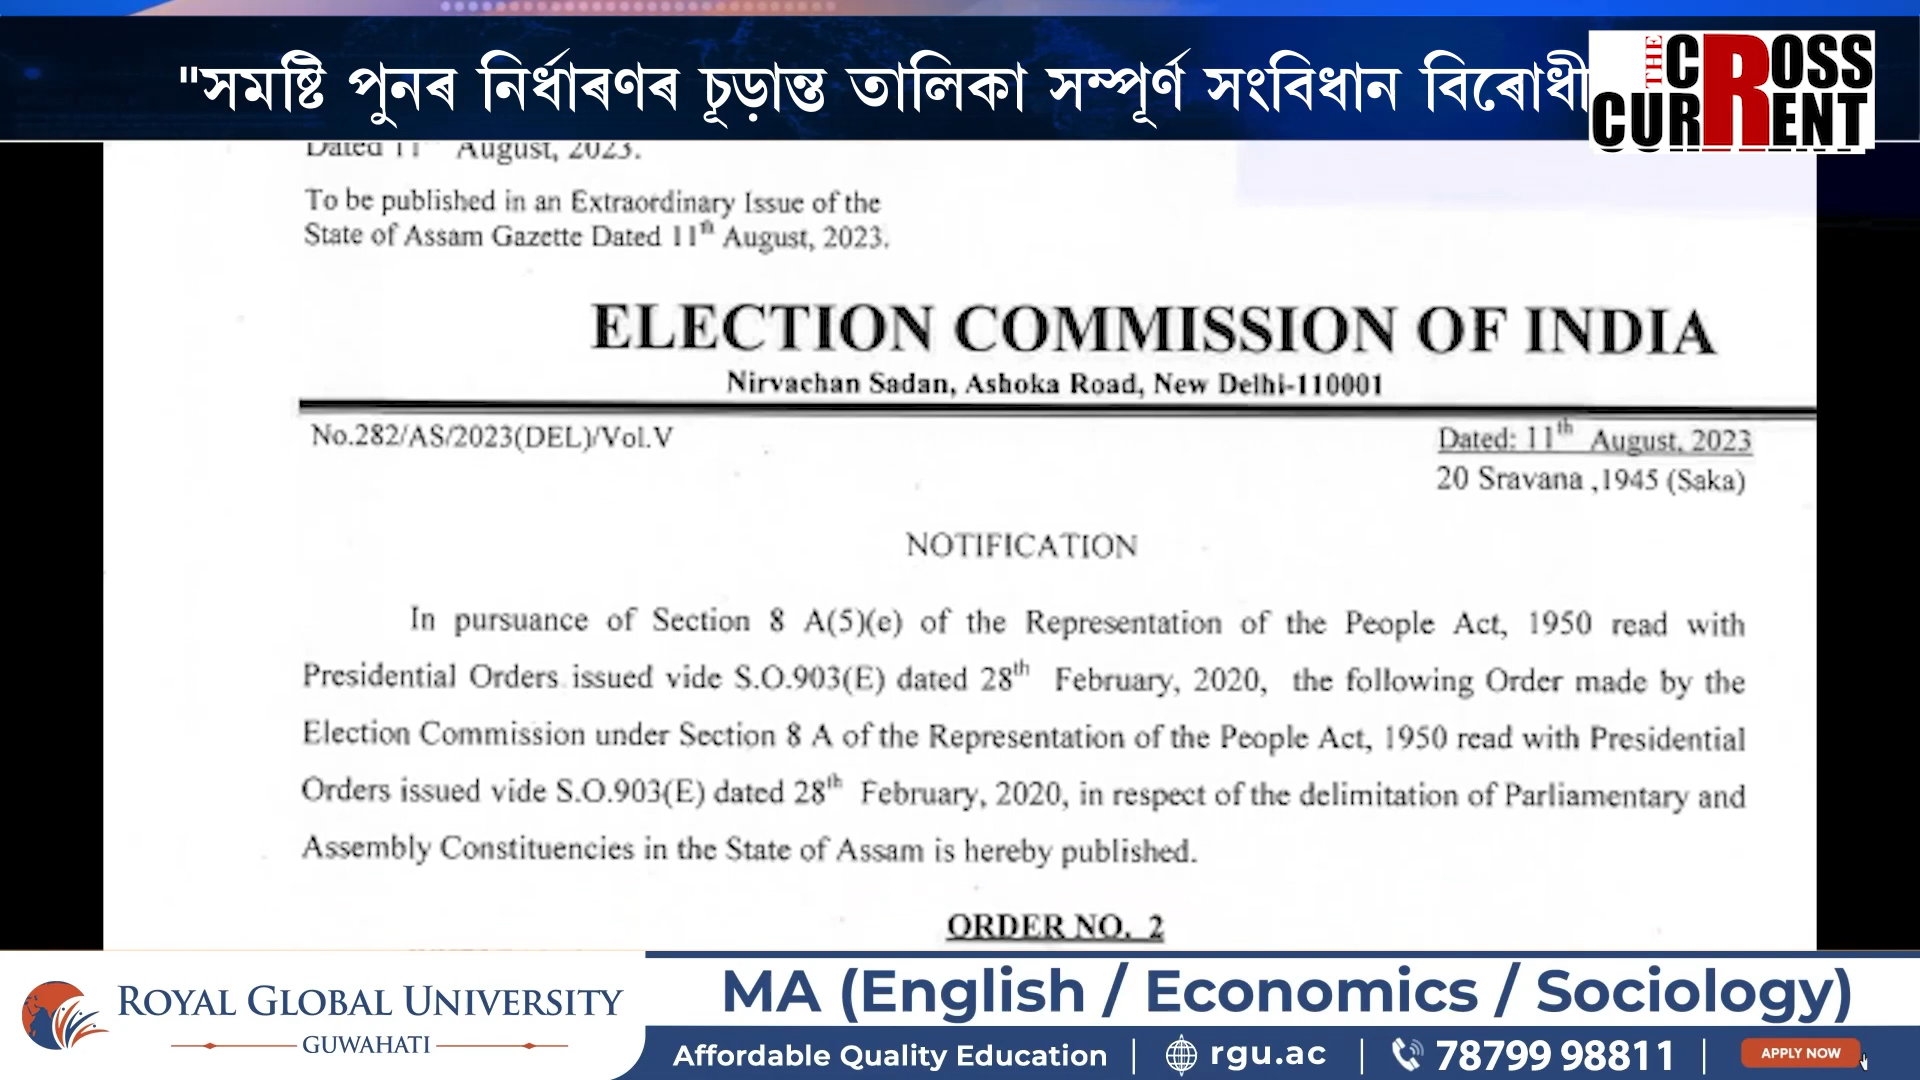 "সমষ্টি পুনৰ নিৰ্ধাৰণৰ চূড়ান্ত তালিকা সম্পূৰ্ণ সংবিধান বিৰোধী
THE CROSS
CURRENT
Dated 11th August, 2023.
To be published in an Extraordinary Issue of the
State of Assam Gazette Dated 11th August, 2023.
ELECTION COMMISSION OF INDIA
Nirvachan Sadan, Ashoka Road, New Delhi-110001
No.282/AS/2023(DEL)/Vol.V
Dated: 11th August, 2023
20 Sravana ,1945 (Saka)
NOTIFICATION
In pursuance of Section 8 A(5)(e) of the Representation of the People Act, 1950 read with
Presidential Orders issued vide S.O.903(E) dated 28th February, 2020, the following Order made by the
Election Commission under Section 8 A of the Representation of the People Act, 1950 read with Presidential
Orders issued vide S.O.903(E) dated 28th February, 2020, in respect of the delimitation of Parliamentary and
Assembly Constituencies in the State of Assam is hereby published.
ORDER NO. 2
ROYAL GLOBAL UNIVERSITY
GUWAHATI
MA (English / Economics / Sociology)
Affordable Quality Education | rgu.ac | 78799 98811 | APPLY NOW